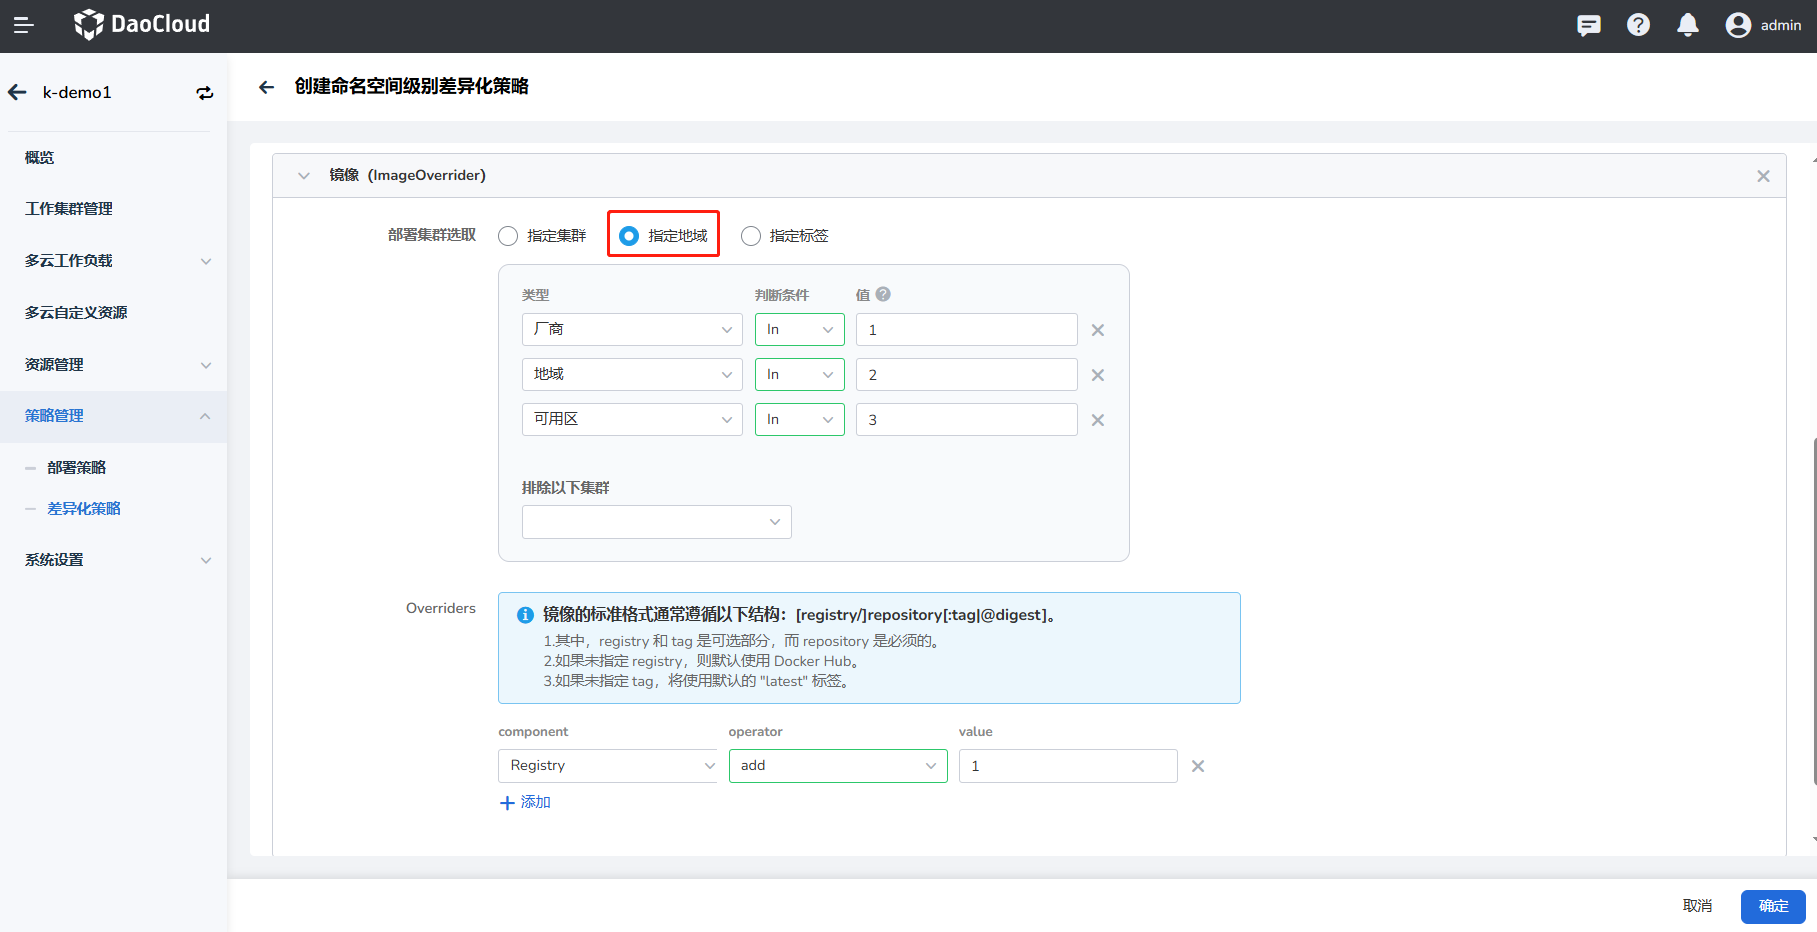 DaoCloud
admin
k-demo1
概览
工作集群管理
多云工作负载
多云自定义资源
资源管理
策略管理
部署策略
差异化策略
系统设置
创建命名空间级别差异化策略
镜像 (ImageOverrider)
部署集群选取
指定集群
指定地域
指定标签
类型 判断条件 值
厂商 In 1
地域 In 2
可用区 In 3
排除以下集群
Overriders
镜像的标准格式通常遵循以下结构：[registry/]repository[:tag|@digest]。
1.其中，registry 和 tag 是可选部分，而 repository 是必须的。
2.如果未指定 registry，则默认使用 Docker Hub。
3.如果未指定 tag，将使用默认的 "latest" 标签。
component operator value
Registry add 1
添加
取消
确定